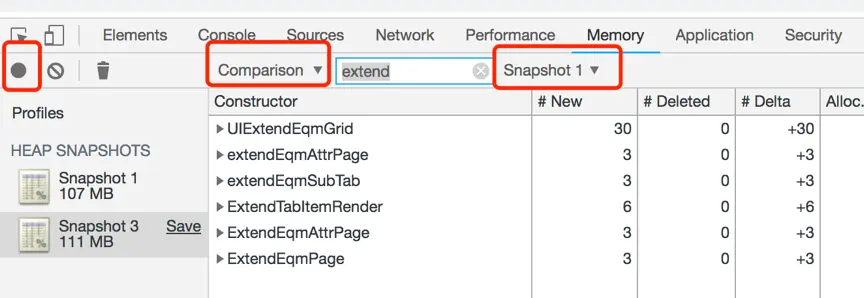 Elements Console Sources Network Performance Memory Application Security
Comparison ▼ extend Snapshot 1 ▼
Profiles
HEAP SNAPSHOTS
Snapshot 1
107 MB
Snapshot 3 Save
111 MB
Constructor # New # Deleted # Delta Alloc.
UIExtendEqmGrid 30 0 +30
extendEqmAttrPage 3 0 +3
extendEqmSubTab 3 0 +3
ExtendTabItemRender 6 0 +6
ExtendEqmAttrPage 3 0 +3
ExtendEqmPage 3 0 +3